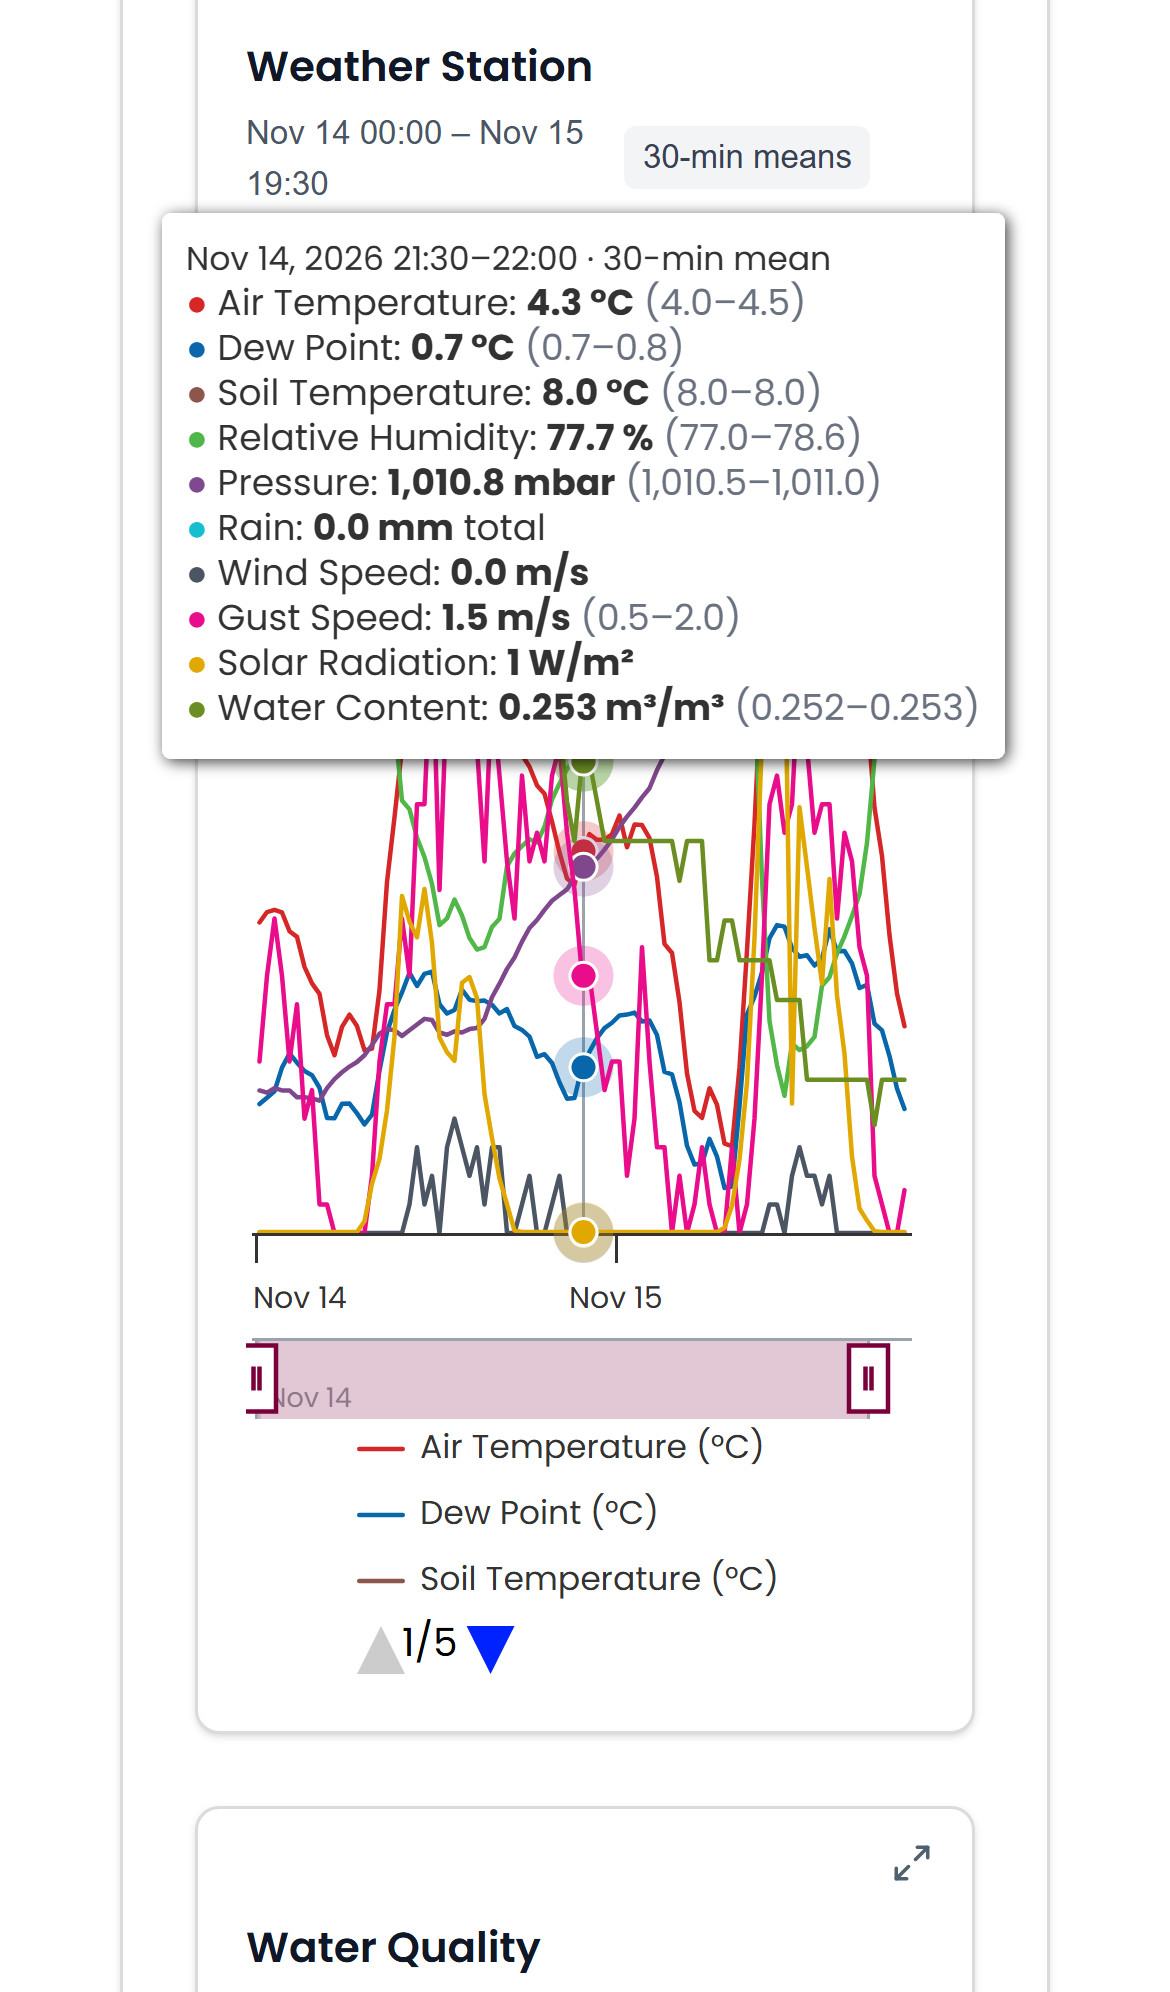 Weather Station
Nov 14 00:00 – Nov 15
19:30
30-min means
Nov 14, 2026 21:30–22:00 · 30-min mean
Air Temperature: 4.3 °C (4.0–4.5)
Dew Point: 0.7 °C (0.7–0.8)
Soil Temperature: 8.0 °C (8.0–8.0)
Relative Humidity: 77.7 % (77.0–78.6)
Pressure: 1,010.8 mbar (1,010.5–1,011.0)
Rain: 0.0 mm total
Wind Speed: 0.0 m/s
Gust Speed: 1.5 m/s (0.5–2.0)
Solar Radiation: 1 W/m²
Water Content: 0.253 m³/m³ (0.252–0.253)
Nov 14 Nov 15
Nov 14
Air Temperature (°C)
Dew Point (°C)
Soil Temperature (°C)
1/5
Water Quality